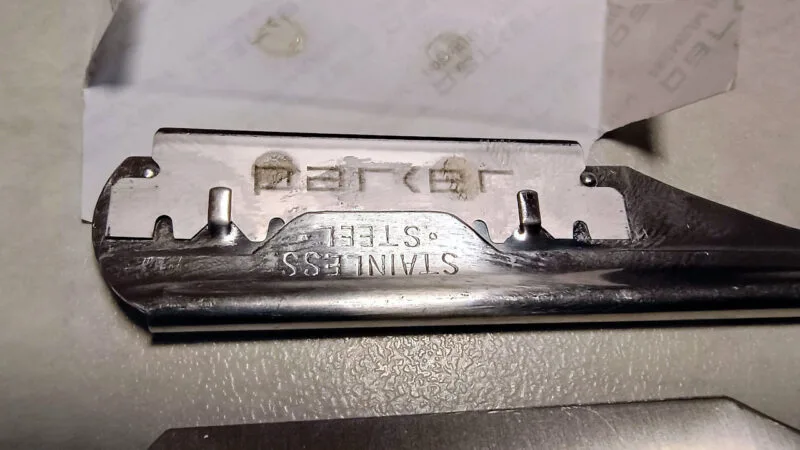 parker
STAINLESS
• STEEL •